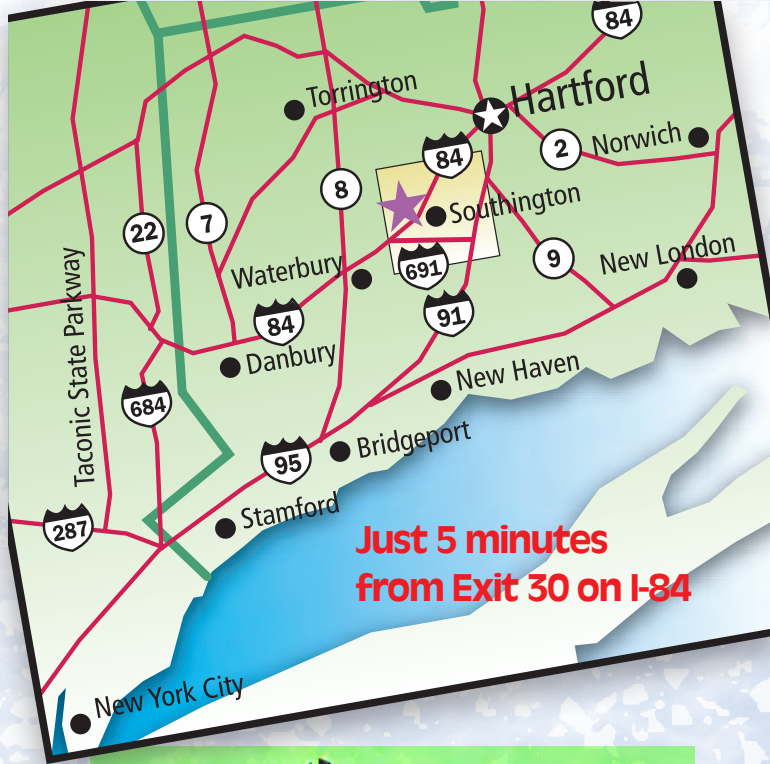 84
Torrington
Hartford
84
2
Norwich
8
22
7
Southington
Waterbury
691
9
New London
84
91
Taconic State Parkway
Danbury
684
New Haven
95
Bridgeport
287
Stamford
Just 5 minutes
from Exit 30 on I-84
New York City